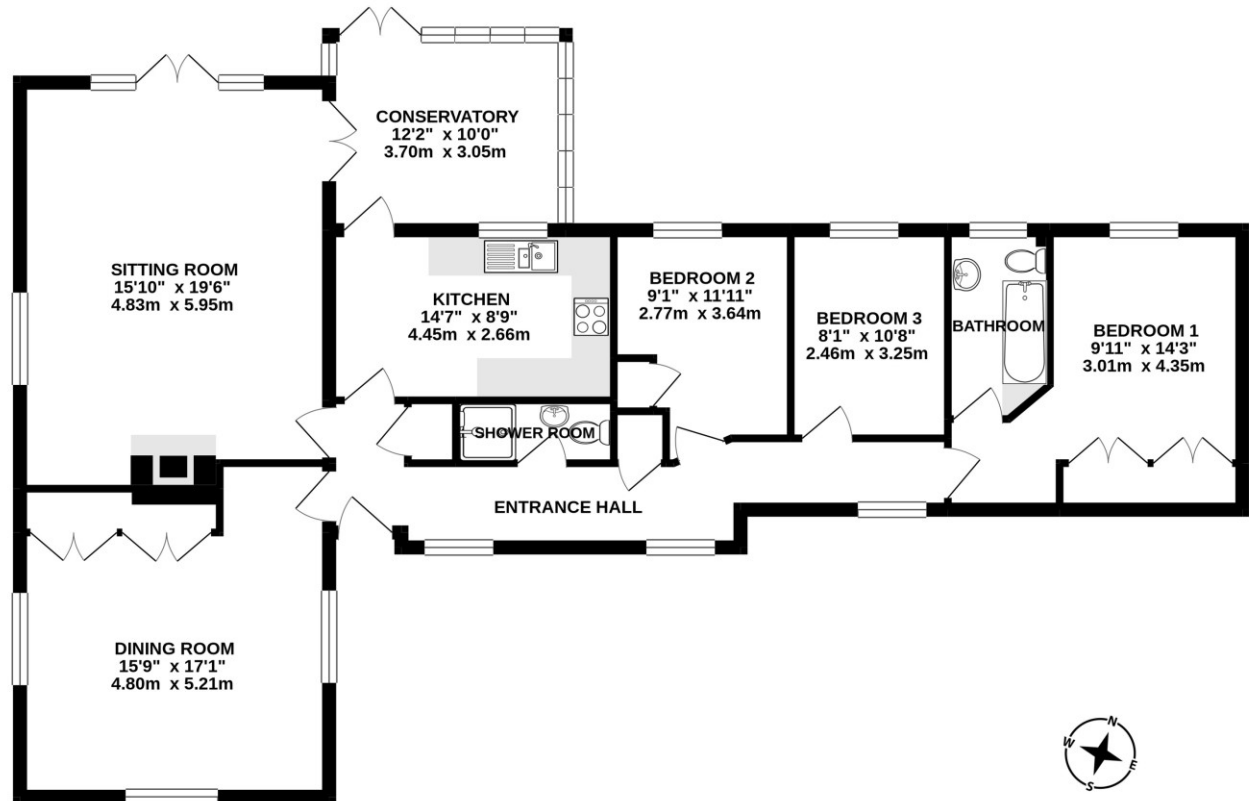 CONSERVATORY
12'2" x 10'0"
3.70m x 3.05m
SITTING ROOM
15'10" x 19'6"
4.83m x 5.95m
KITCHEN
14'7" x 8'9"
4.45m x 2.66m
BEDROOM 2
9'1" x 11'11"
2.77m x 3.64m
BEDROOM 3
8'1" x 10'8"
2.46m x 3.25m
BATHROOM
BEDROOM 1
9'11" x 14'3"
3.01m x 4.35m
SHOWER ROOM
ENTRANCE HALL
DINING ROOM
15'9" x 17'1"
4.80m x 5.21m
N
W
E
S